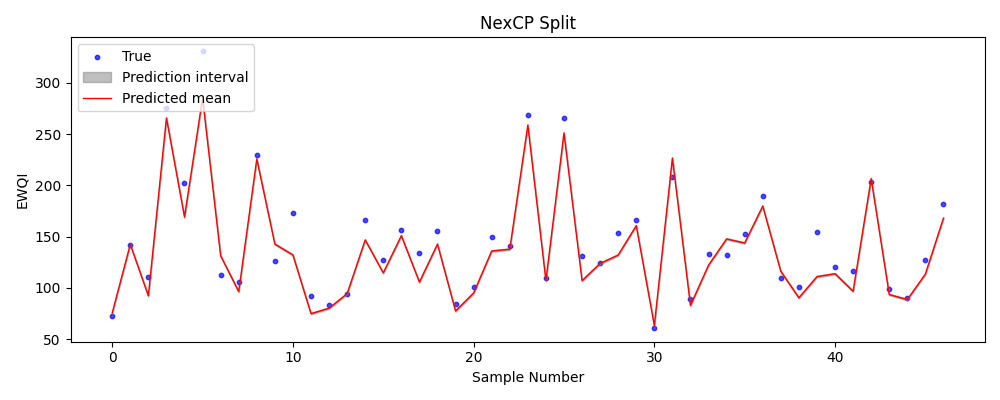 NexCP Split
True
Prediction interval
Predicted mean
EWQI
300
250
200
150
100
50
0 10 20 30 40
Sample Number